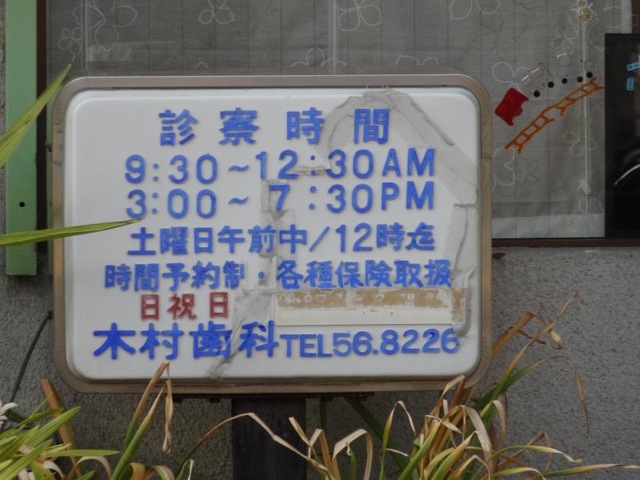 診察時間
9:30~12:30AM
3:00~7:30PM
土曜日午前中/12時迄
時間予約制・各種保険取扱
日祝日
木村歯科TEL56.8226